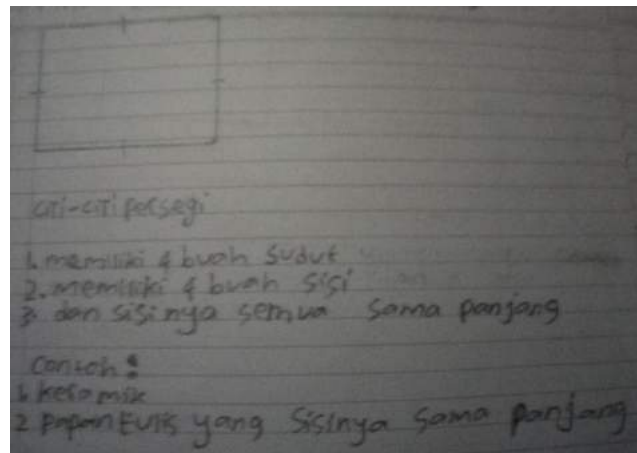 ciri-ciri persegi
1. memiliki 4 buah sudut
2. memiliki 4 buah sisi
3. dan sisinya semua sama panjang
Contoh :
1. keramik
2 papan tulis yang sisinya sama panjang